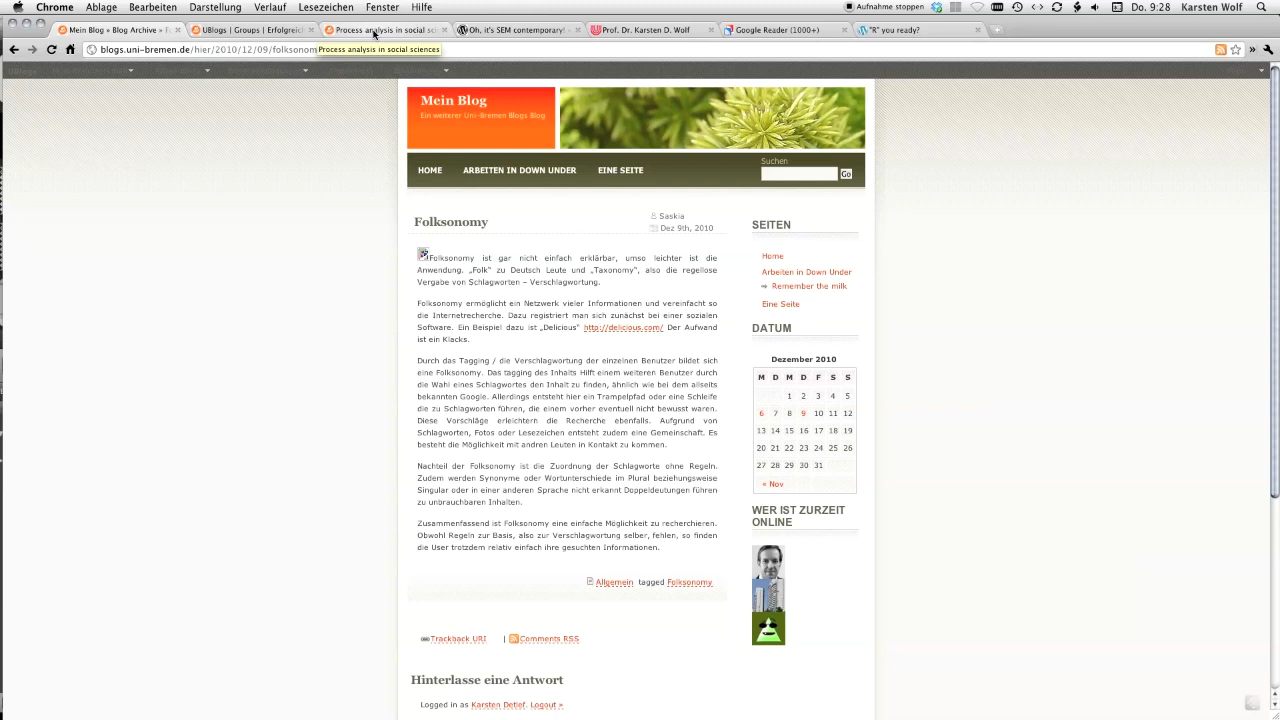 Chrome Ablage Bearbeiten Darstellung Verlauf Lesezeichen Fenster Hilfe Aufnahme stoppen Do. 9:28 Karsten Wolf
Mein Blog » Blog Archive » Fo
UBlogs | Groups | Erfolgreich
Process analysis in social sci
Oh, it's SEM contemporary! -
Prof. Dr. Karsten D. Wolf
Google Reader (1000+)
"R" you ready?
blogs.uni-bremen.de/hier/2010/12/09/folksonom
Process analysis in social sciences
Mein Blog
Ein weiterer Uni-Bremen Blogs Blog
HOME ARBEITEN IN DOWN UNDER EINE SEITE
Suchen
Go
Folksonomy
Saskia
Dez 9th, 2010
Folksonomy ist gar nicht einfach erklärbar, umso leichter ist die
Anwendung. „Folk" zu Deutsch Leute und „Taxonomy", also die regellose
Vergabe von Schlagworten – Verschlagwortung.
Folksonomy ermöglicht ein Netzwerk vieler Informationen und vereinfacht so
die Internetrecherche. Dazu registriert man sich zunächst bei einer sozialen
Software. Ein Beispiel dazu ist „Delicious" http://delicious.com/ Der Aufwand
ist ein Klacks.
Durch das Tagging / die Verschlagwortung der einzelnen Benutzer bildet sich
eine Folksonomy. Das tagging des Inhalts Hilft einem weiteren Benutzer durch
die Wahl eines Schlagwortes den Inhalt zu finden, ähnlich wie bei dem allseits
bekannten Google. Allerdings entsteht hier ein Trampelpfad oder eine Schleife
die zu Schlagworten führen, die einem vorher eventuell nicht bewusst waren.
Diese Vorschläge erleichtern die Recherche ebenfalls. Aufgrund von
Schlagworten, Fotos oder Lesezeichen entsteht zudem eine Gemeinschaft. Es
besteht die Möglichkeit mit andren Leuten in Kontakt zu kommen.
Nachteil der Folksonomy ist die Zuordnung der Schlagworte ohne Regeln.
Zudem werden Synonyme oder Wortunterschiede im Plural beziehungsweise
Singular oder in einer anderen Sprache nicht erkannt Doppeldeutungen führen
zu unbrauchbaren Inhalten.
Zusammenfassend ist Folksonomy eine einfache Möglichkeit zu recherchieren.
Obwohl Regeln zur Basis, also zur Verschlagwortung selber, fehlen, so finden
die User trotzdem relativ einfach ihre gesuchten Informationen.
Allgemein tagged Folksonomy
Trackback URI | Comments RSS
Hinterlasse eine Antwort
Logged in as Karsten Detlef. Logout »
SEITEN
Home
Arbeiten in Down Under
⇒ Remember the milk
Eine Seite
DATUM
Dezember 2010
M D M D F S S
1 2 3 4 5
6 7 8 9 10 11 12
13 14 15 16 17 18 19
20 21 22 23 24 25 26
27 28 29 30 31
« Nov
WER IST ZURZEIT
ONLINE